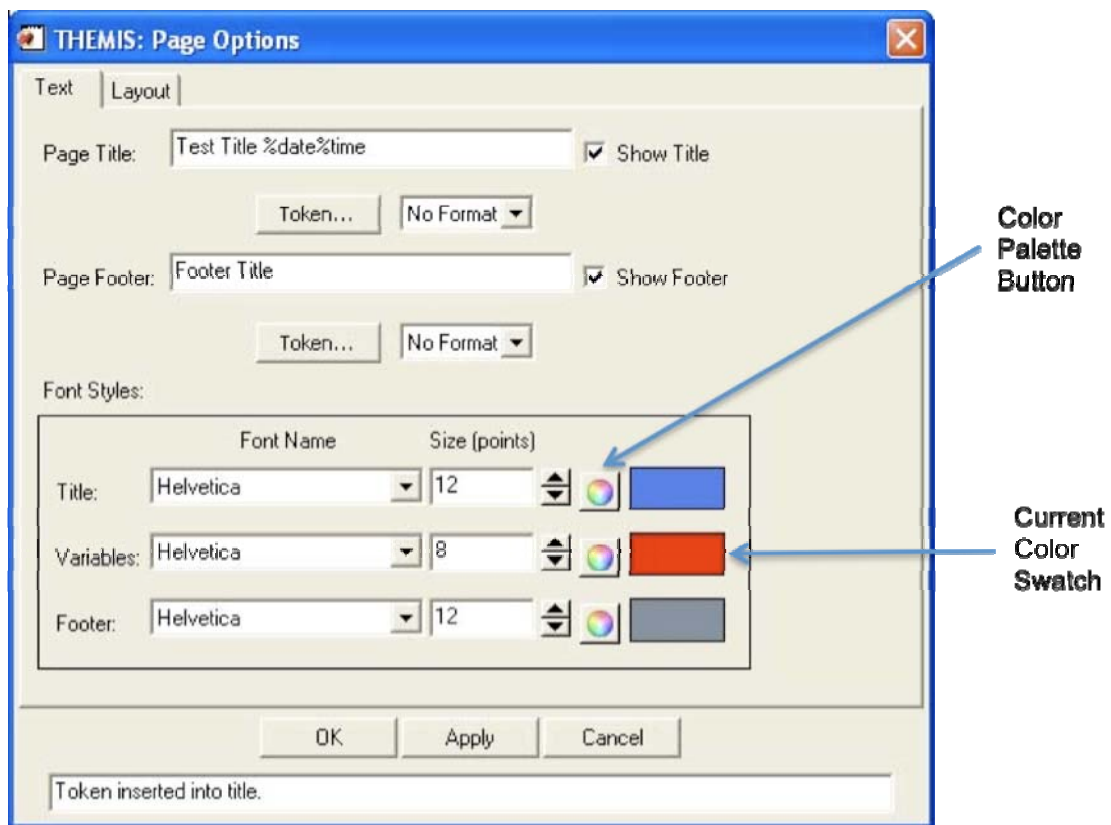 THEMIS: Page Options
Text
Layout
Page Title:
Test Title %date%time
Show Title
Token...
No Format
Page Footer:
Footer Title
Show Footer
Token...
No Format
Font Styles:
Font Name
Size (points)
Title:
Helvetica
12
Variables:
Helvetica
8
Footer:
Helvetica
12
OK
Apply
Cancel
Token inserted into title.
Color
Palette
Button
Current
Color
Swatch